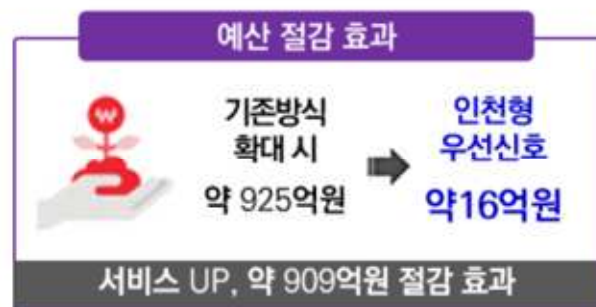 예산 절감 효과
₩
기존방식
확대 시
약 925억원
인천형
우선신호
약16억원
서비스 UP, 약 909억원 절감 효과